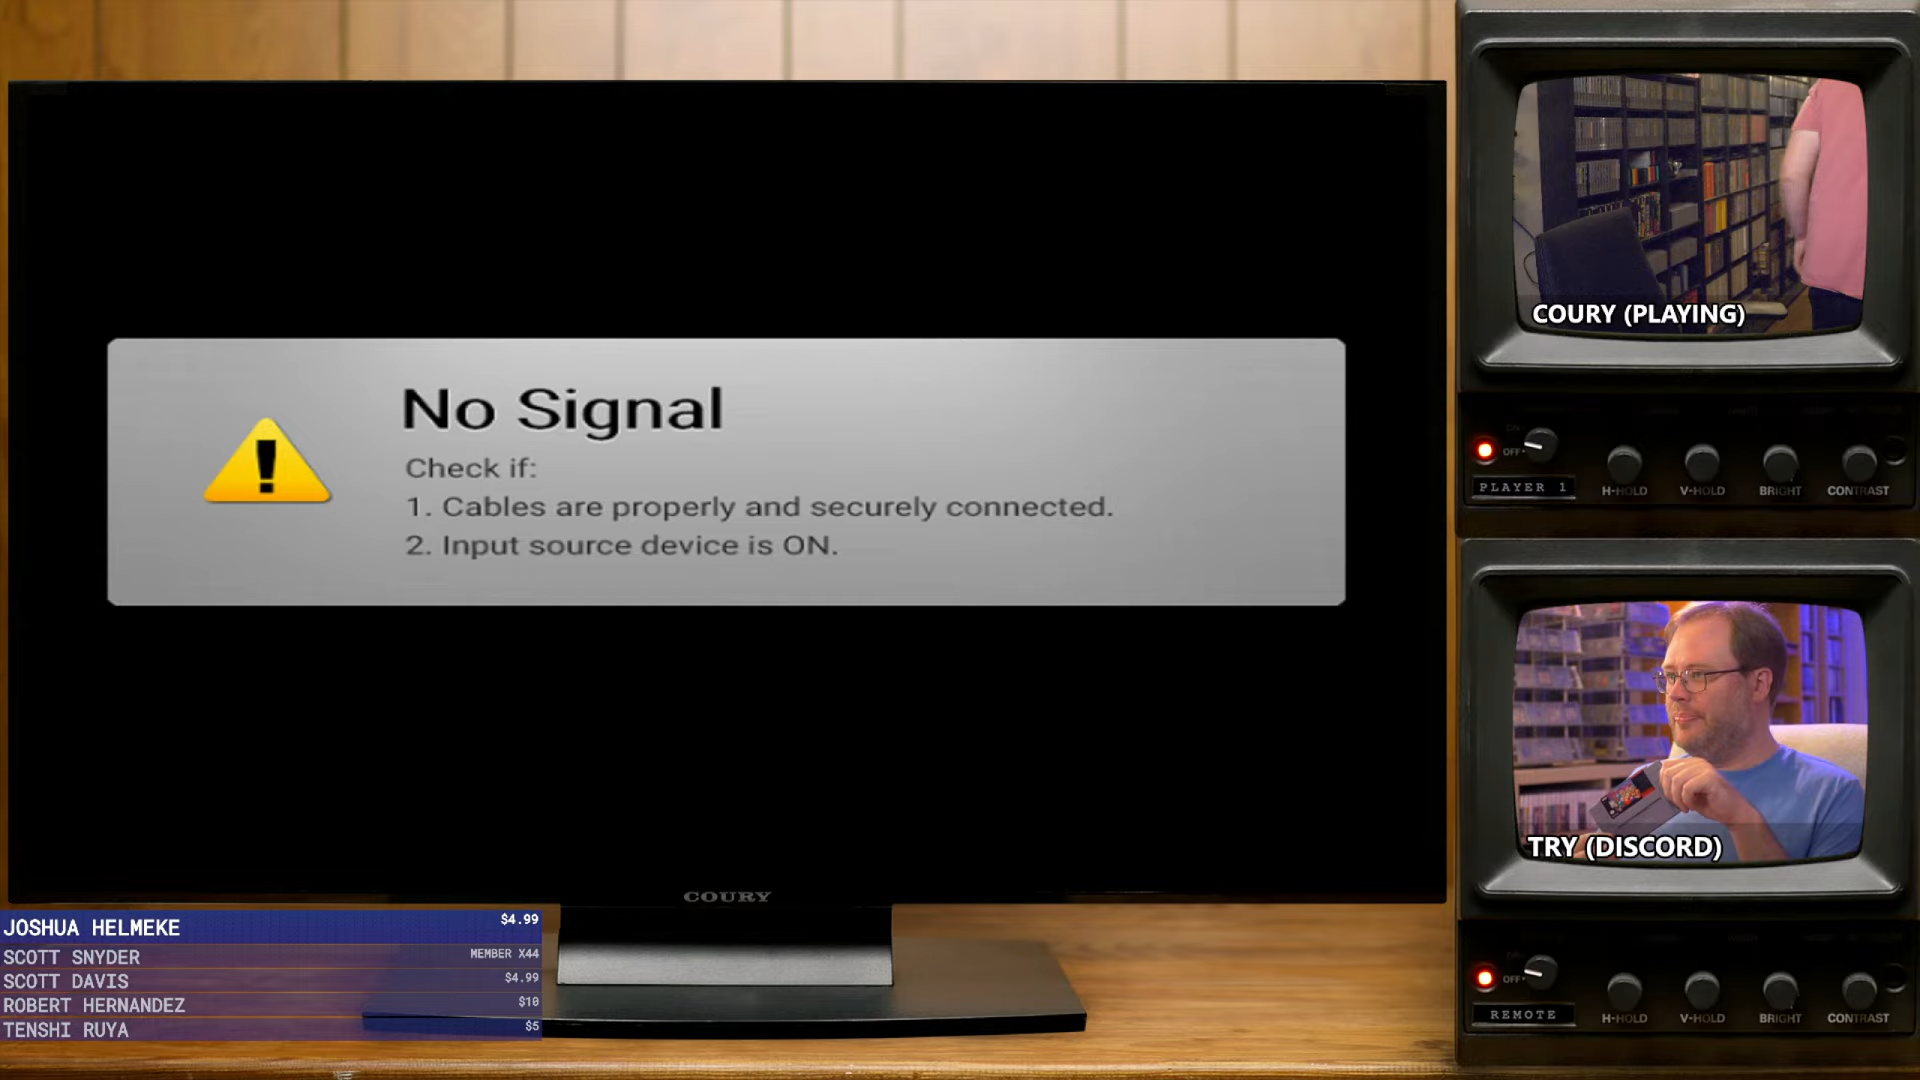 No Signal
Check if:
1. Cables are properly and securely connected.
2. Input source device is ON.
COURY
JOSHUA HELMEKE $4.99
SCOTT SNYDER MEMBER X44
SCOTT DAVIS $4.99
ROBERT HERNANDEZ $10
TENSHI RUYA $5
COURY (PLAYING)
OFF
PLAYER 1
H-HOLD V-HOLD BRIGHT CONTRAST
TRY (DISCORD)
OFF
REMOTE
H-HOLD V-HOLD BRIGHT CONTRAST